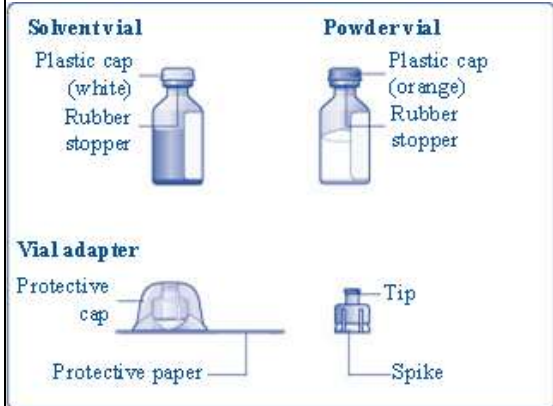 Solvent vial
Powder vial
Plastic cap
(white)
Rubber
stopper
Plastic cap
(orange)
Rubber
stopper
Vial adapter
Protective
cap
Protective paper
Tip
Spike